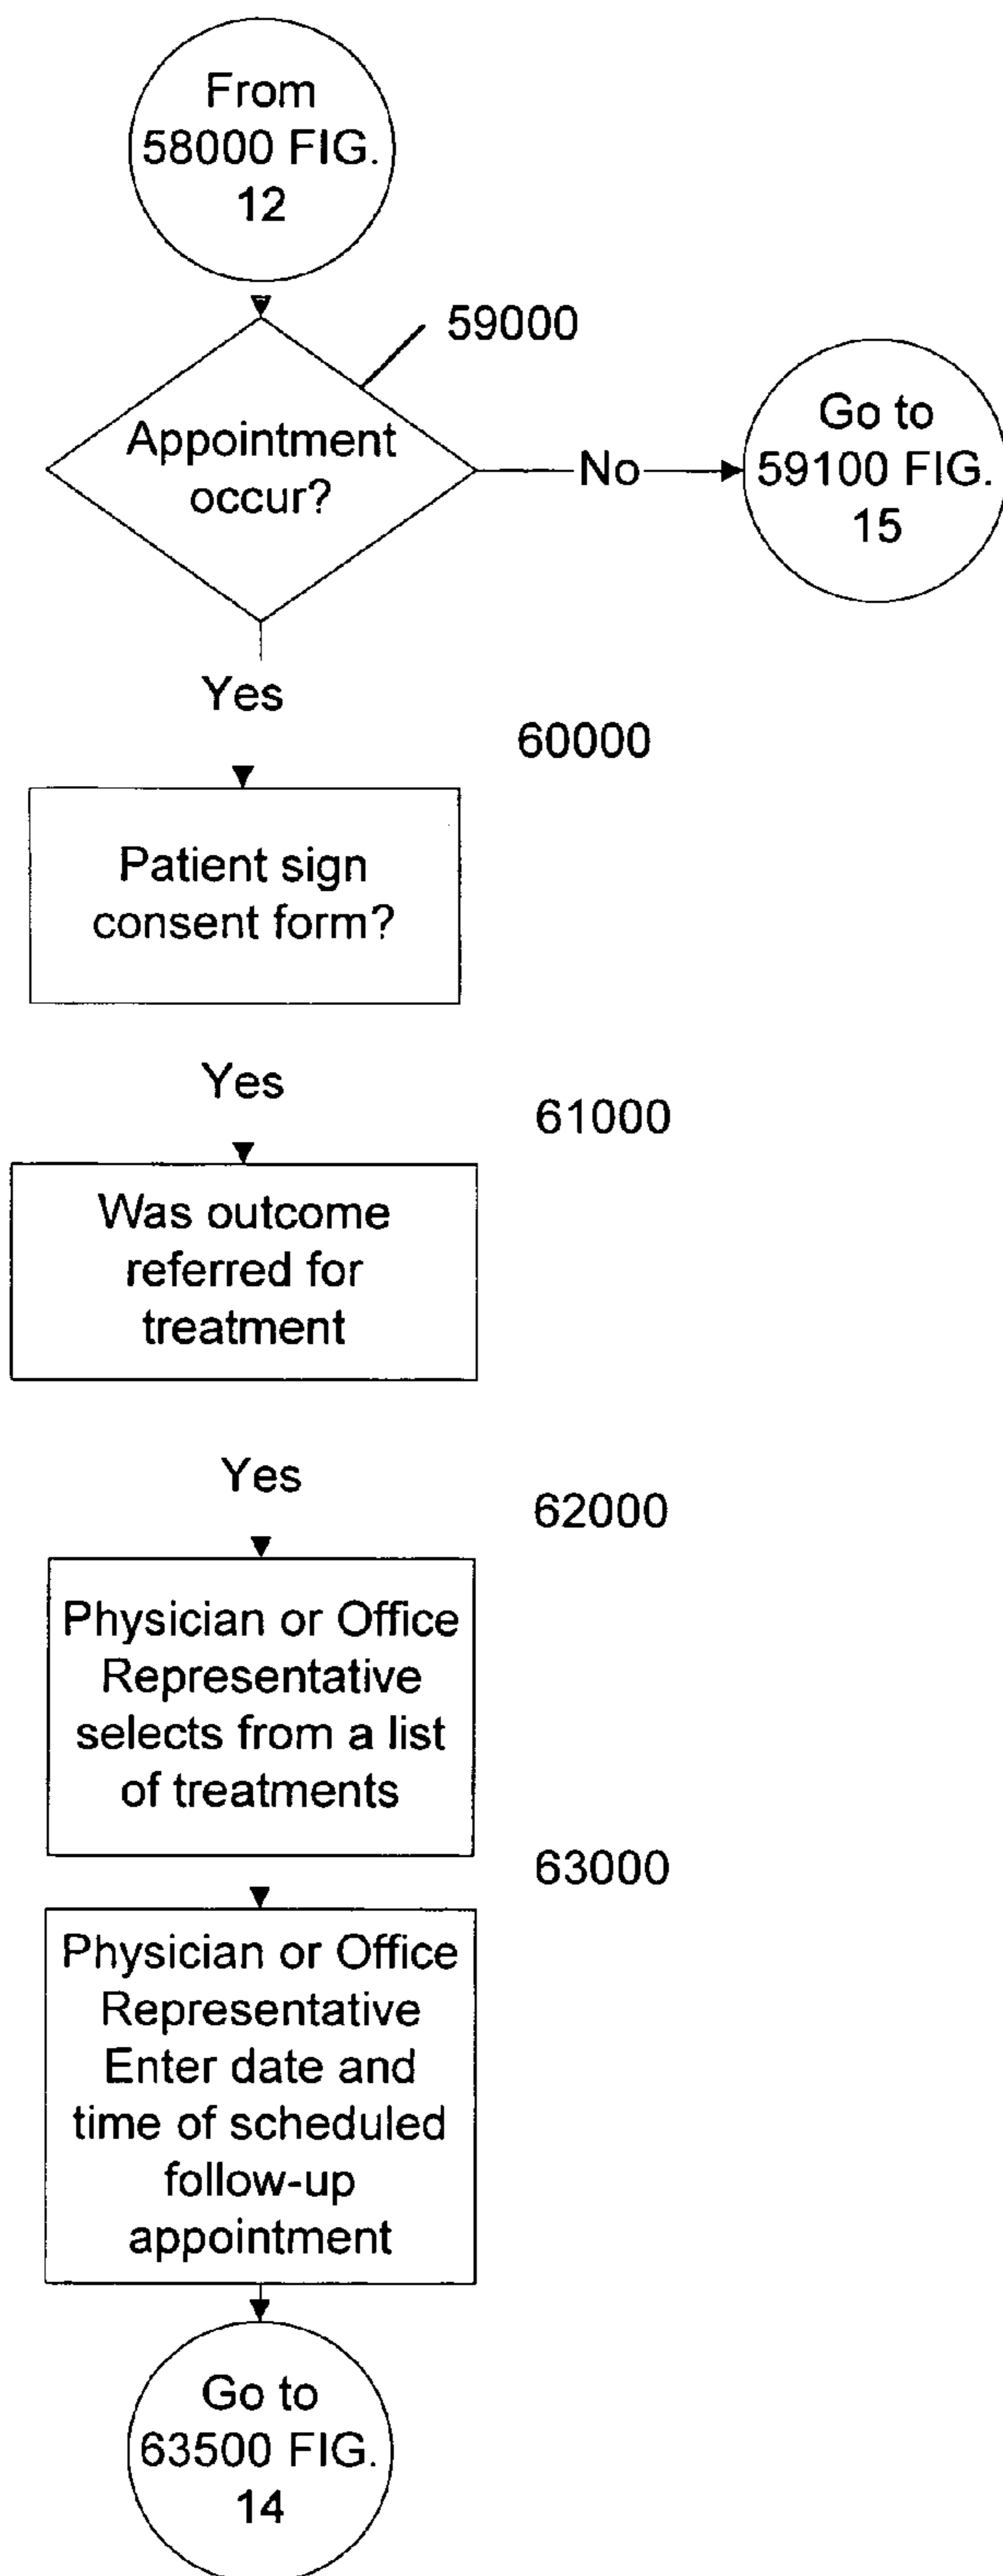 From
58000 FIG.
12
59000
Appointment
occur?
No
Go to
59100 FIG.
15
Yes
60000
Patient sign
consent form?
Yes
61000
Was outcome
referred for
treatment
Yes
62000
Physician or Office
Representative
selects from a list
of treatments
63000
Physician or Office
Representative
Enter date and
time of scheduled
follow-up
appointment
Go to
63500 FIG.
14